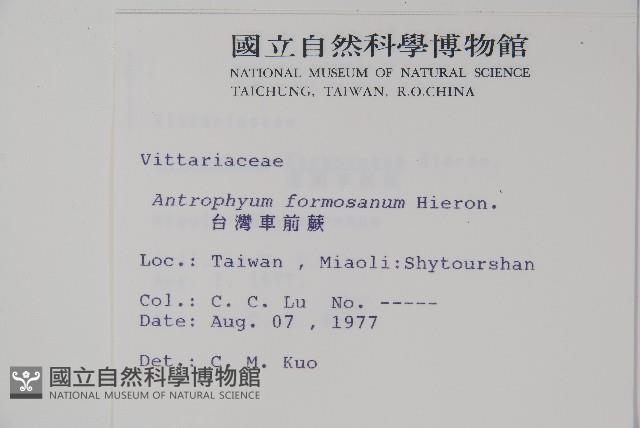 國立自然科學博物館
NATIONAL MUSEUM OF NATURAL SCIENCE
TAICHUNG, TAIWAN, R.O.CHINA
Vittariaceae
Antrophyum formosanum Hieron.
台灣車前蕨
Loc.: Taiwan , Miaoli:Shytourshan
Col.: C. C. Lu No. -----
Date: Aug. 07 , 1977
Det.: C. M. Kuo
國立自然科學博物館
NATIONAL MUSEUM OF NATURAL SCIENCE